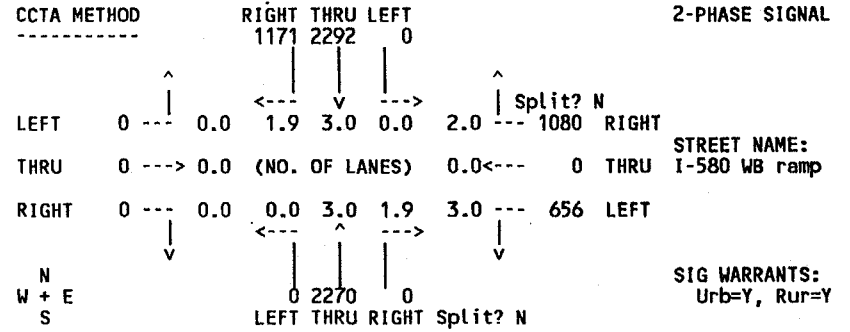 CCTA METHOD RIGHT THRU LEFT 2-PHASE SIGNAL
----------- 1171 2292 0
^ ^
<--- v ---> Split? N
LEFT 0 --- 0.0 1.9 3.0 0.0 2.0 --- 1080 RIGHT
STREET NAME:
THRU 0 ---> 0.0 (NO. OF LANES) 0.0<--- 0 THRU I-580 WB ramp
RIGHT 0 --- 0.0 0.0 3.0 1.9 3.0 --- 656 LEFT
<--- ^ --->
v v
N SIG WARRANTS:
W + E 0 2270 0 Urb=Y, Rur=Y
S LEFT THRU RIGHT Split? N